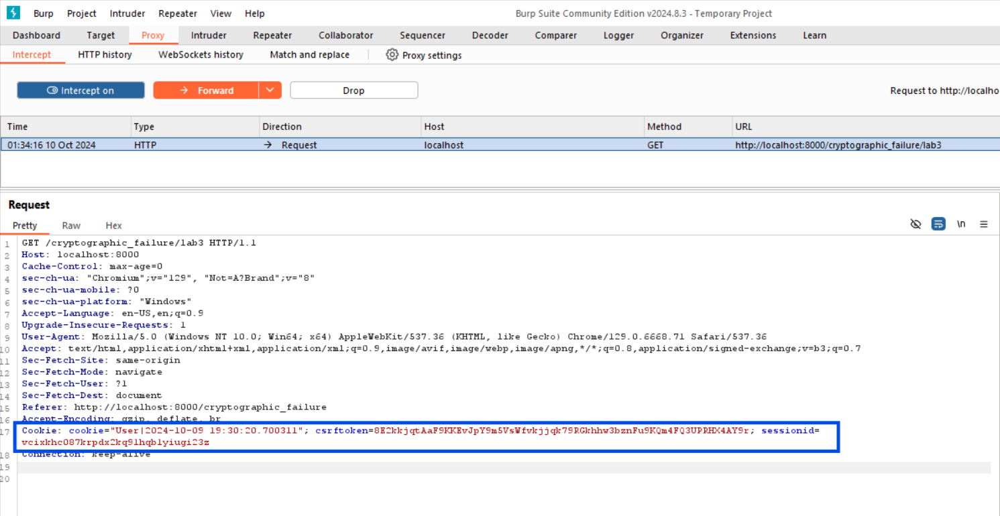 Burp Project Intruder Repeater View Help Burp Suite Community Edition v2024.8.3 - Temporary Project
Dashboard Target Proxy Intruder Repeater Collaborator Sequencer Decoder Comparer Logger Organizer Extensions Learn
Intercept HTTP history WebSockets history Match and replace Proxy settings
Intercept on Forward Drop Request to http://localho
Time Type Direction Host Method URL
01:34:16 10 Oct 2024 HTTP → Request localhost GET http://localhost:8000/cryptographic_failure/lab3
Request
Pretty Raw Hex \n
1 GET /cryptographic_failure/lab3 HTTP/1.1
2 Host: localhost:8000
3 Cache-Control: max-age=0
4 sec-ch-ua: "Chromium";v="129", "Not=A?Brand";v="8"
5 sec-ch-ua-mobile: ?0
6 sec-ch-ua-platform: "Windows"
7 Accept-Language: en-US,en;q=0.9
8 Upgrade-Insecure-Requests: 1
9 User-Agent: Mozilla/5.0 (Windows NT 10.0; Win64; x64) AppleWebKit/537.36 (KHTML, like Gecko) Chrome/129.0.6668.71 Safari/537.36
10 Accept: text/html,application/xhtml+xml,application/xml;q=0.9,image/avif,image/webp,image/apng,*/*;q=0.8,application/signed-exchange;v=b3;q=0.7
11 Sec-Fetch-Site: same-origin
12 Sec-Fetch-Mode: navigate
13 Sec-Fetch-User: ?1
14 Sec-Fetch-Dest: document
15 Referer: http://localhost:8000/cryptographic_failure
16 Accept-Encoding: gzip, deflate, br
17 Cookie: cookie="User|2024-10-09 19:30:20.700311"; csrftoken=8E2kkjqtAaF9KKEvJpY9m5VsWfvkjjqk79RGkhhw3bznFu9KQm4FQ3UPRHX4AY9r; sessionid=
vcixkhc087krpdx2kq9lhqblyiugi23z
18 Connection: keep-alive
19
20